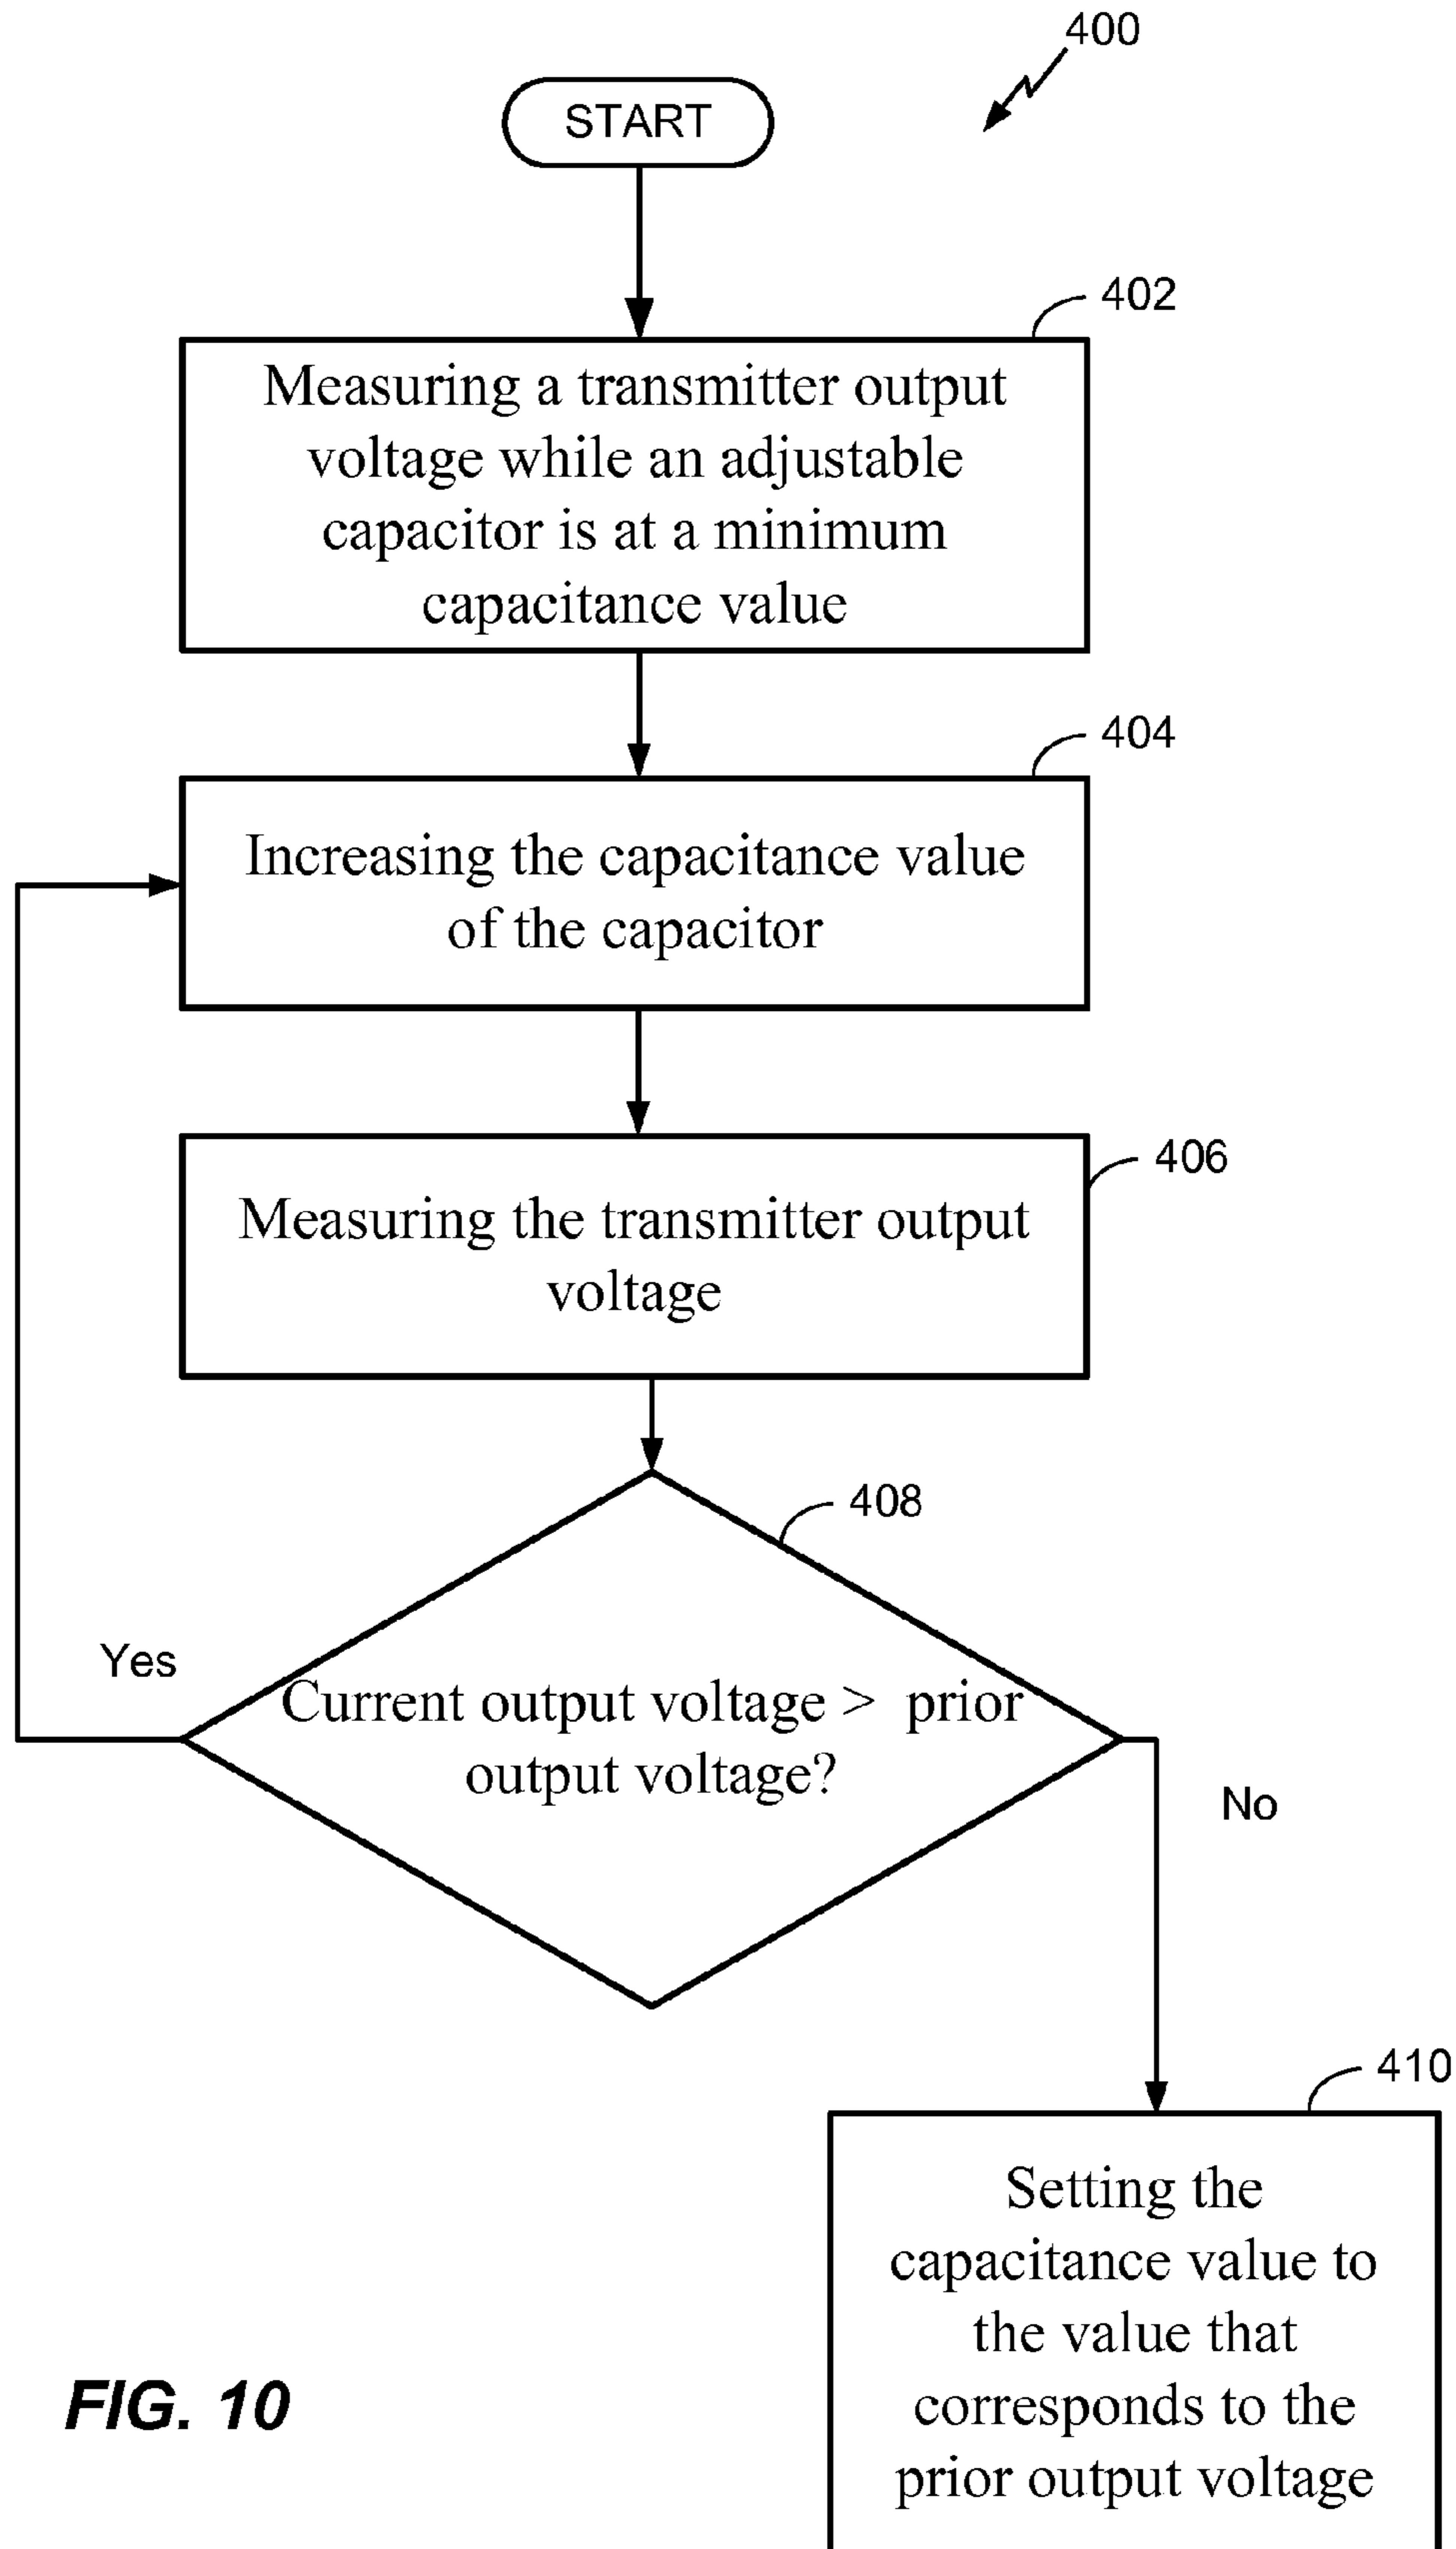 400
START
402
Measuring a transmitter output
voltage while an adjustable
capacitor is at a minimum
capacitance value
404
Increasing the capacitance value
of the capacitor
406
Measuring the transmitter output
voltage
408
Yes
Current output voltage > prior
output voltage?
No
410
Setting the
capacitance value to
the value that
corresponds to the
prior output voltage
FIG. 10